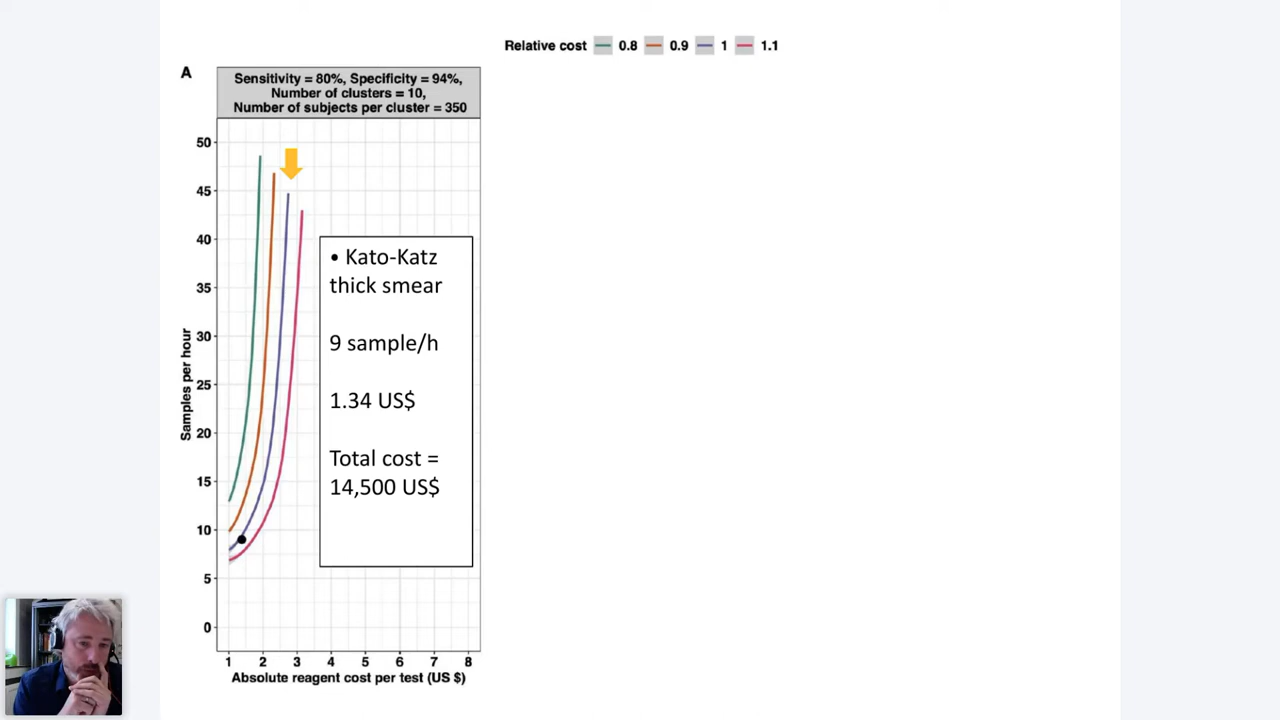 Relative cost 0.8 0.9 1 1.1
A
Sensitivity = 80%, Specificity = 94%,
Number of clusters = 10,
Number of subjects per cluster = 350
50
45
40
35
30
25
20
15
10
5
0
Samples per hour
• Kato-Katz
thick smear
9 sample/h
1.34 US$
Total cost =
14,500 US$
1 2 3 4 5 6 7 8
Absolute reagent cost per test (US $)